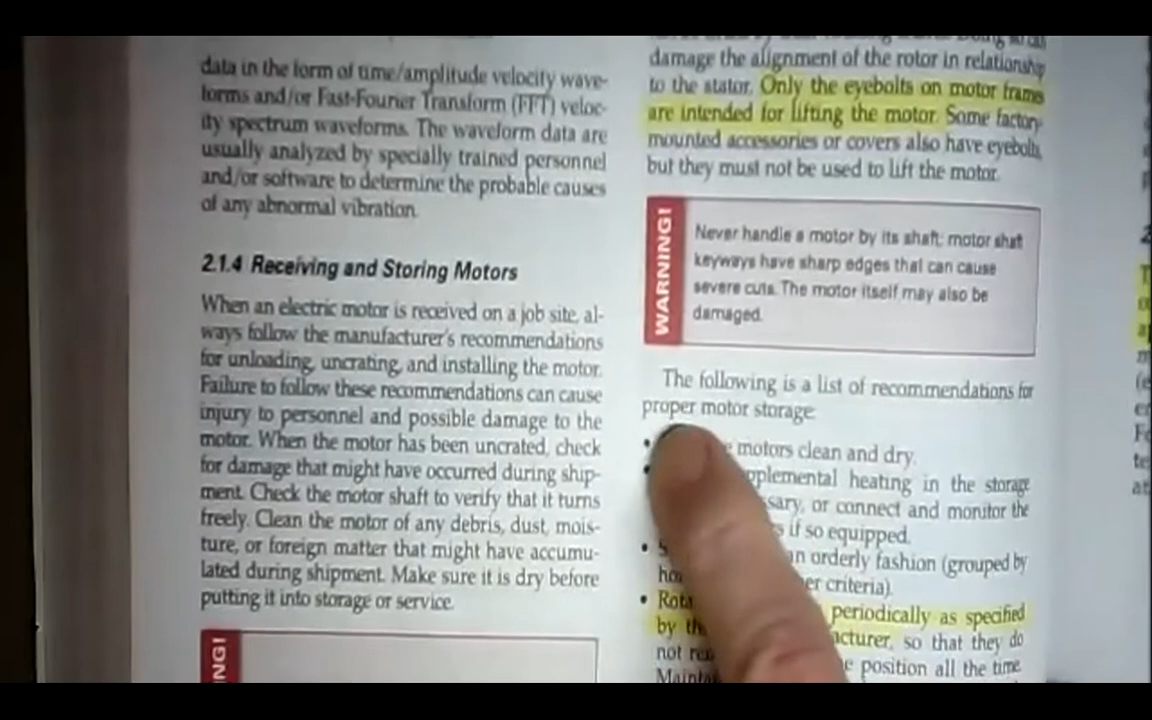 data in the form of time/amplitude velocity wave-
forms and/or Fast-Fourier Transform (FFT) veloc-
ity spectrum waveforms. The waveform data are
usually analyzed by specially trained personnel
and/or software to determine the probable causes
of any abnormal vibration.
2.1.4 Receiving and Storing Motors
When an electric motor is received on a job site, al-
ways follow the manufacturer's recommendations
for unloading, uncrating, and installing the motor.
Failure to follow these recommendations can cause
injury to personnel and possible damage to the
motor. When the motor has been uncrated, check
for damage that might have occurred during ship-
ment. Check the motor shaft to verify that it turns
freely. Clean the motor of any debris, dust, mois-
ture, or foreign matter that might have accumu-
lated during shipment. Make sure it is dry before
putting it into storage or service.
NG!
damage the alignment of the rotor in relationship
to the stator. Only the eyebolts on motor frames
are intended for lifting the motor. Some factory-
mounted accessories or covers also have eyebolts,
but they must not be used to lift the motor.
WARNING!
Never handle a motor by its shaft; motor shaft
keyways have sharp edges that can cause
severe cuts. The motor itself may also be
damaged.
The following is a list of recommendations for
proper motor storage:
• motors clean and dry.
• heating in the storage
or connect and monitor the
if so equipped.
• an orderly fashion (grouped by
criteria).
• periodically as specified
by so that they do
not position all the time.